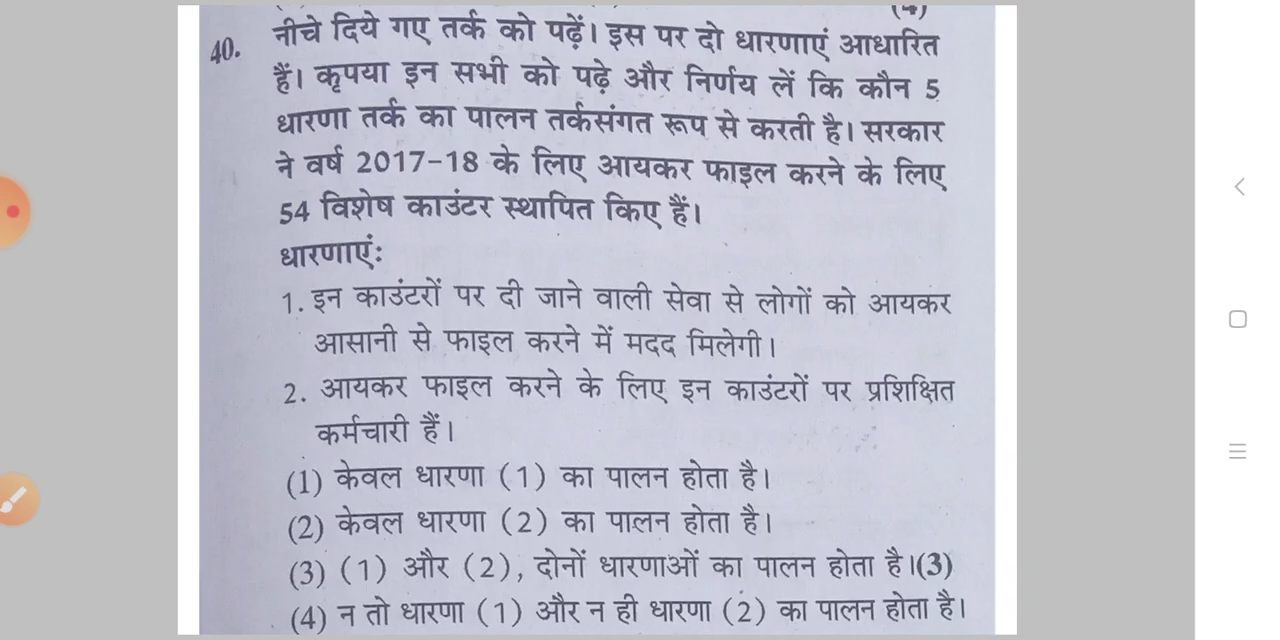 (4)
40. नीचे दिये गए तर्क को पढ़ें। इस पर दो धारणाएं आधारित
हैं। कृपया इन सभी को पढ़े और निर्णय लें कि कौन 5
धारणा तर्क का पालन तर्कसंगत रूप से करती है। सरकार
ने वर्ष 2017-18 के लिए आयकर फाइल करने के लिए
54 विशेष काउंटर स्थापित किए हैं।
धारणाएं:
1. इन काउंटरों पर दी जाने वाली सेवा से लोगों को आयकर
आसानी से फाइल करने में मदद मिलेगी।
2. आयकर फाइल करने के लिए इन काउंटरों पर प्रशिक्षित
कर्मचारी हैं।
(1) केवल धारणा (1) का पालन होता है।
(2) केवल धारणा (2) का पालन होता है।
(3) (1) और (2), दोनों धारणाओं का पालन होता है।(3)
(4) न तो धारणा (1) और न ही धारणा (2) का पालन होता है।